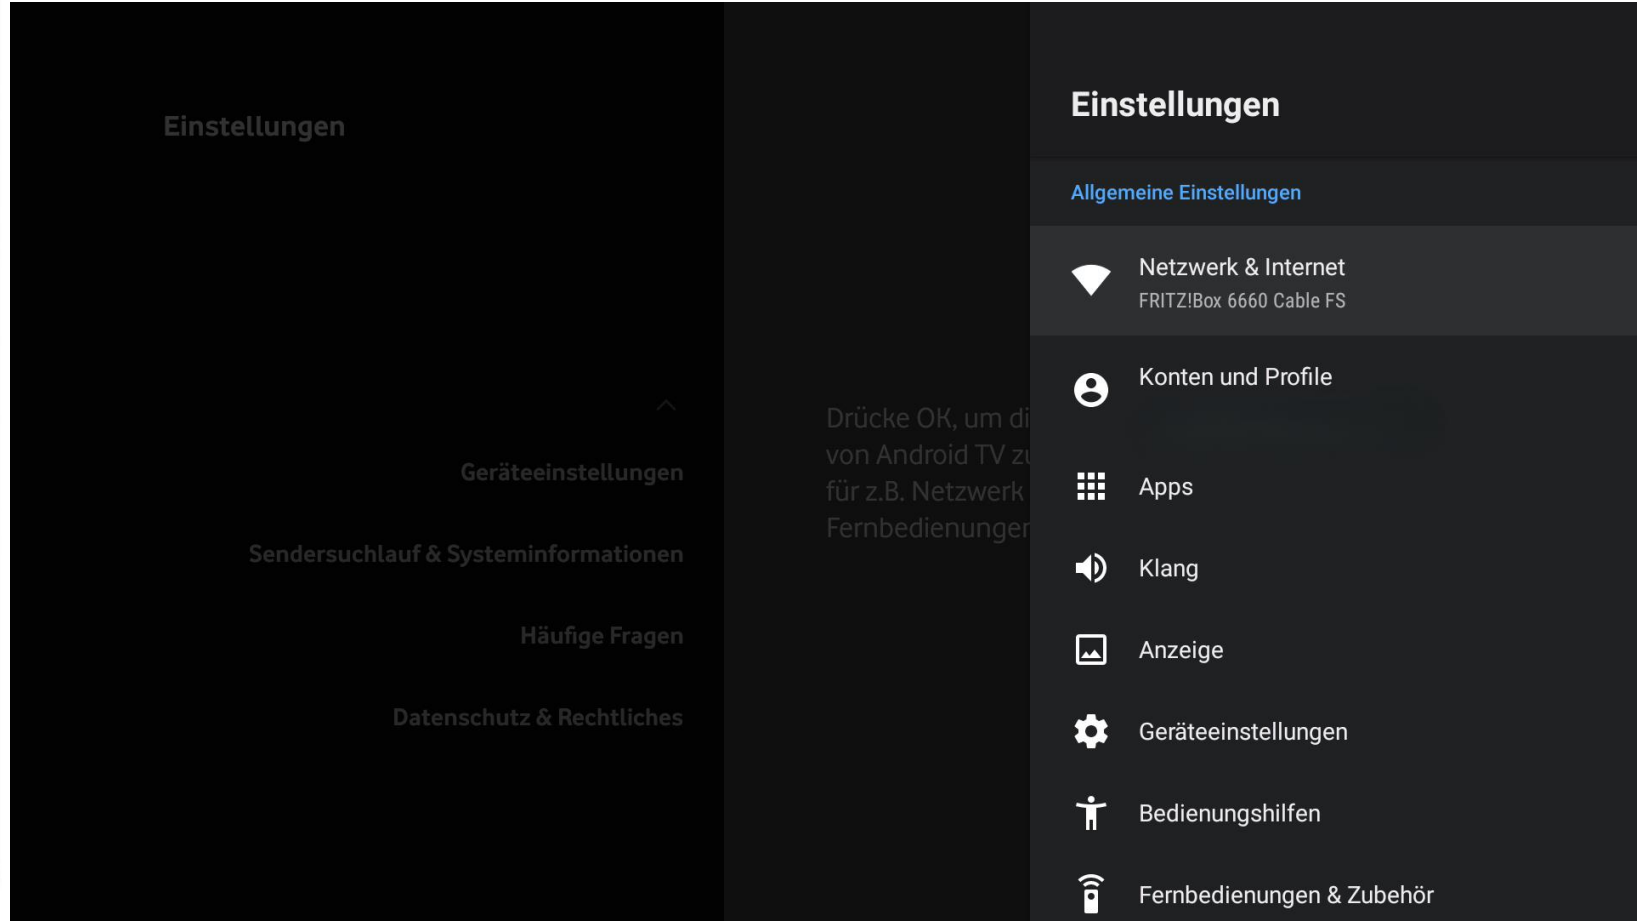 Einstellungen
Geräteeinstellungen
Sendersuchlauf & Systeminformationen
Häufige Fragen
Datenschutz & Rechtliches
Drücke OK, um di
von Android TV zu
für z.B. Netzwerk
Fernbedienunger
Einstellungen
Allgemeine Einstellungen
Netzwerk & Internet
FRITZ!Box 6660 Cable FS
Konten und Profile
Apps
Klang
Anzeige
Geräteeinstellungen
Bedienungshilfen
Fernbedienungen & Zubehör